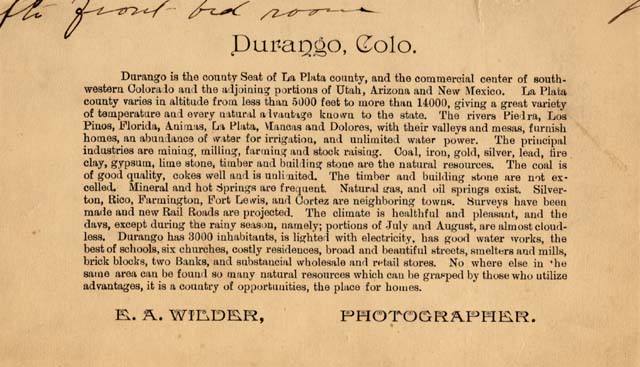 front bed room
Durango, Colo.
Durango is the county Seat of La Plata county, and the commercial center of south-
western Colorado and the adjoining portions of Utah, Arizona and New Mexico. La Plata
county varies in altitude from less than 5000 feet to more than 14000, giving a great variety
of temperature and every natural advantage known to the state. The rivers Piedra, Los
Pinos, Florida, Animas, La Plata, Mancas and Dolores, with their valleys and mesas, furnish
homes, an abundance of water for irrigation, and unlimited water power. The principal
industries are mining, milling, farming and stock raising. Coal, iron, gold, silver, lead, fire
clay, gypsum, lime stone, timber and building stone are the natural resources. The coal is
of good quality, cokes well and is unlimited. The timber and building stone are not ex-
celled. Mineral and hot Springs are frequent. Natural gas, and oil springs exist. Silver-
ton, Rico, Farmington, Fort Lewis, and Cortez are neighboring towns. Surveys have been
made and new Rail Roads are projected. The climate is healthful and pleasant, and the
days, except during the rainy season, namely; portions of July and August, are almost cloud-
less. Durango has 3000 inhabitants, is lighted with electricity, has good water works, the
best of schools, six churches, costly residences, broad and beautiful streets, smelters and mills,
brick blocks, two Banks, and substancial wholesale and retail stores. No where else in the
same area can be found so many natural resources which can be grasped by those who utilize
advantages, it is a country of opportunities, the place for homes.
E. A. WILDER, PHOTOGRAPHER.